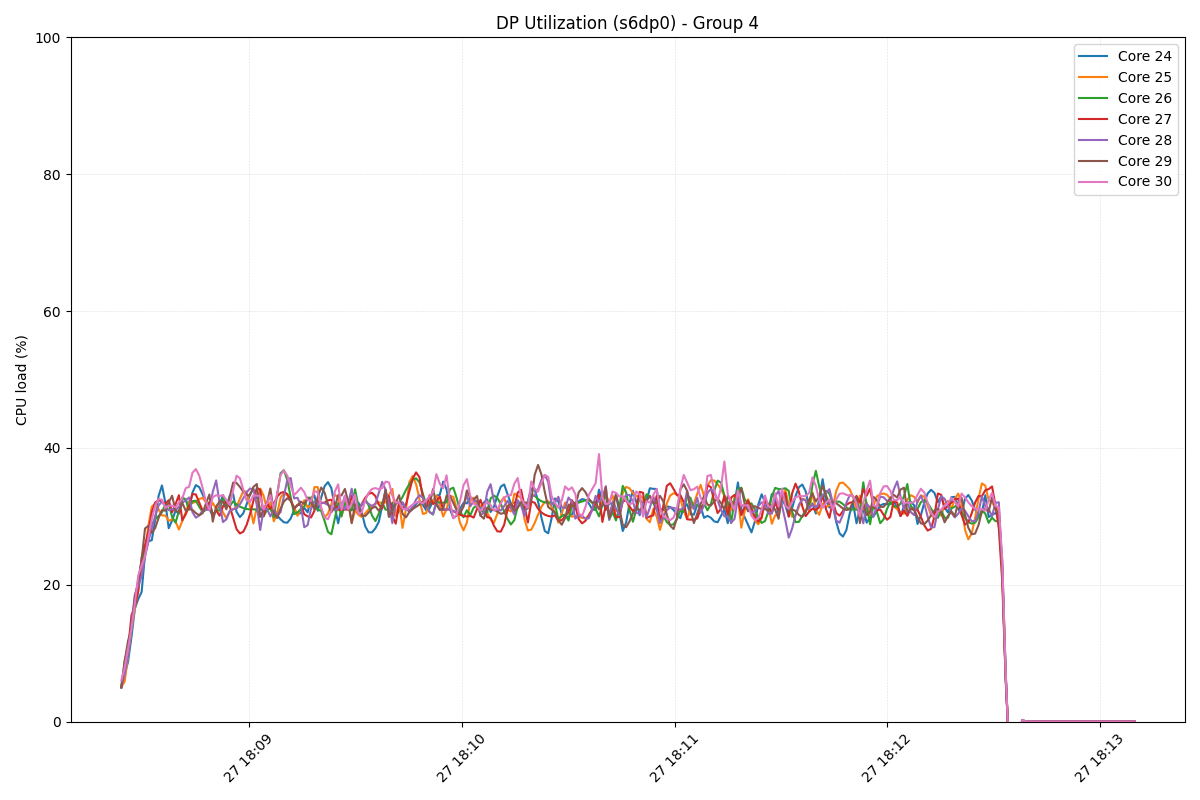 DP Utilization (s6dp0) - Group 4
CPU load (%)
100
80
60
40
20
0
27 18:09
27 18:10
27 18:11
27 18:12
27 18:13
Core 24
Core 25
Core 26
Core 27
Core 28
Core 29
Core 30